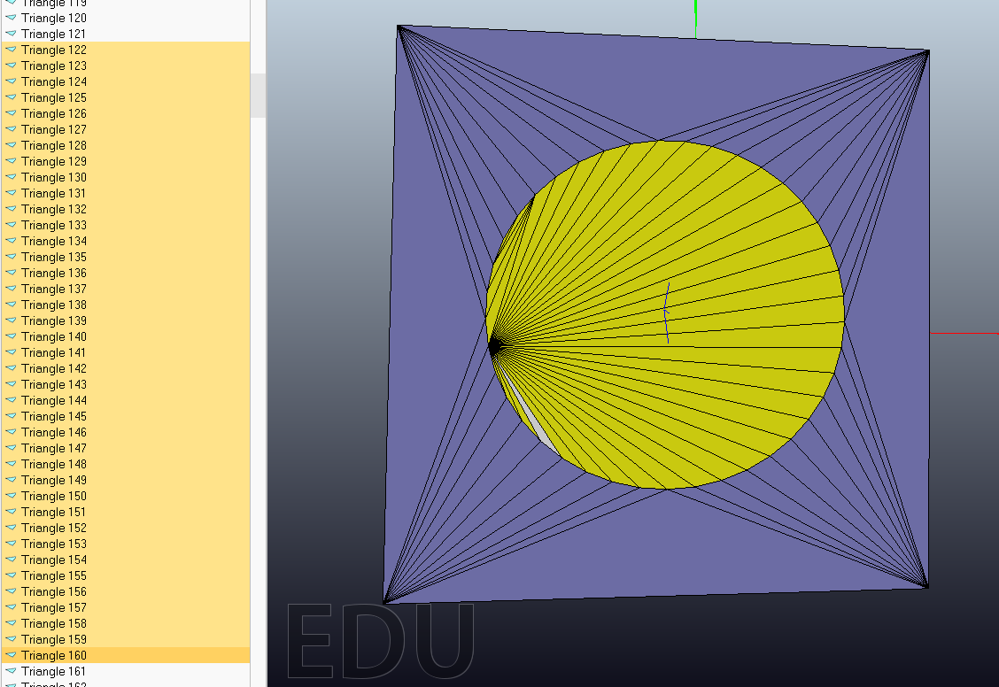 Triangle 119
Triangle 120
Triangle 121
Triangle 122
Triangle 123
Triangle 124
Triangle 125
Triangle 126
Triangle 127
Triangle 128
Triangle 129
Triangle 130
Triangle 131
Triangle 132
Triangle 133
Triangle 134
Triangle 135
Triangle 136
Triangle 137
Triangle 138
Triangle 139
Triangle 140
Triangle 141
Triangle 142
Triangle 143
Triangle 144
Triangle 145
Triangle 146
Triangle 147
Triangle 148
Triangle 149
Triangle 150
Triangle 151
Triangle 152
Triangle 153
Triangle 154
Triangle 155
Triangle 156
Triangle 157
Triangle 158
Triangle 159
Triangle 160
Triangle 161
Triangle 162
EDU